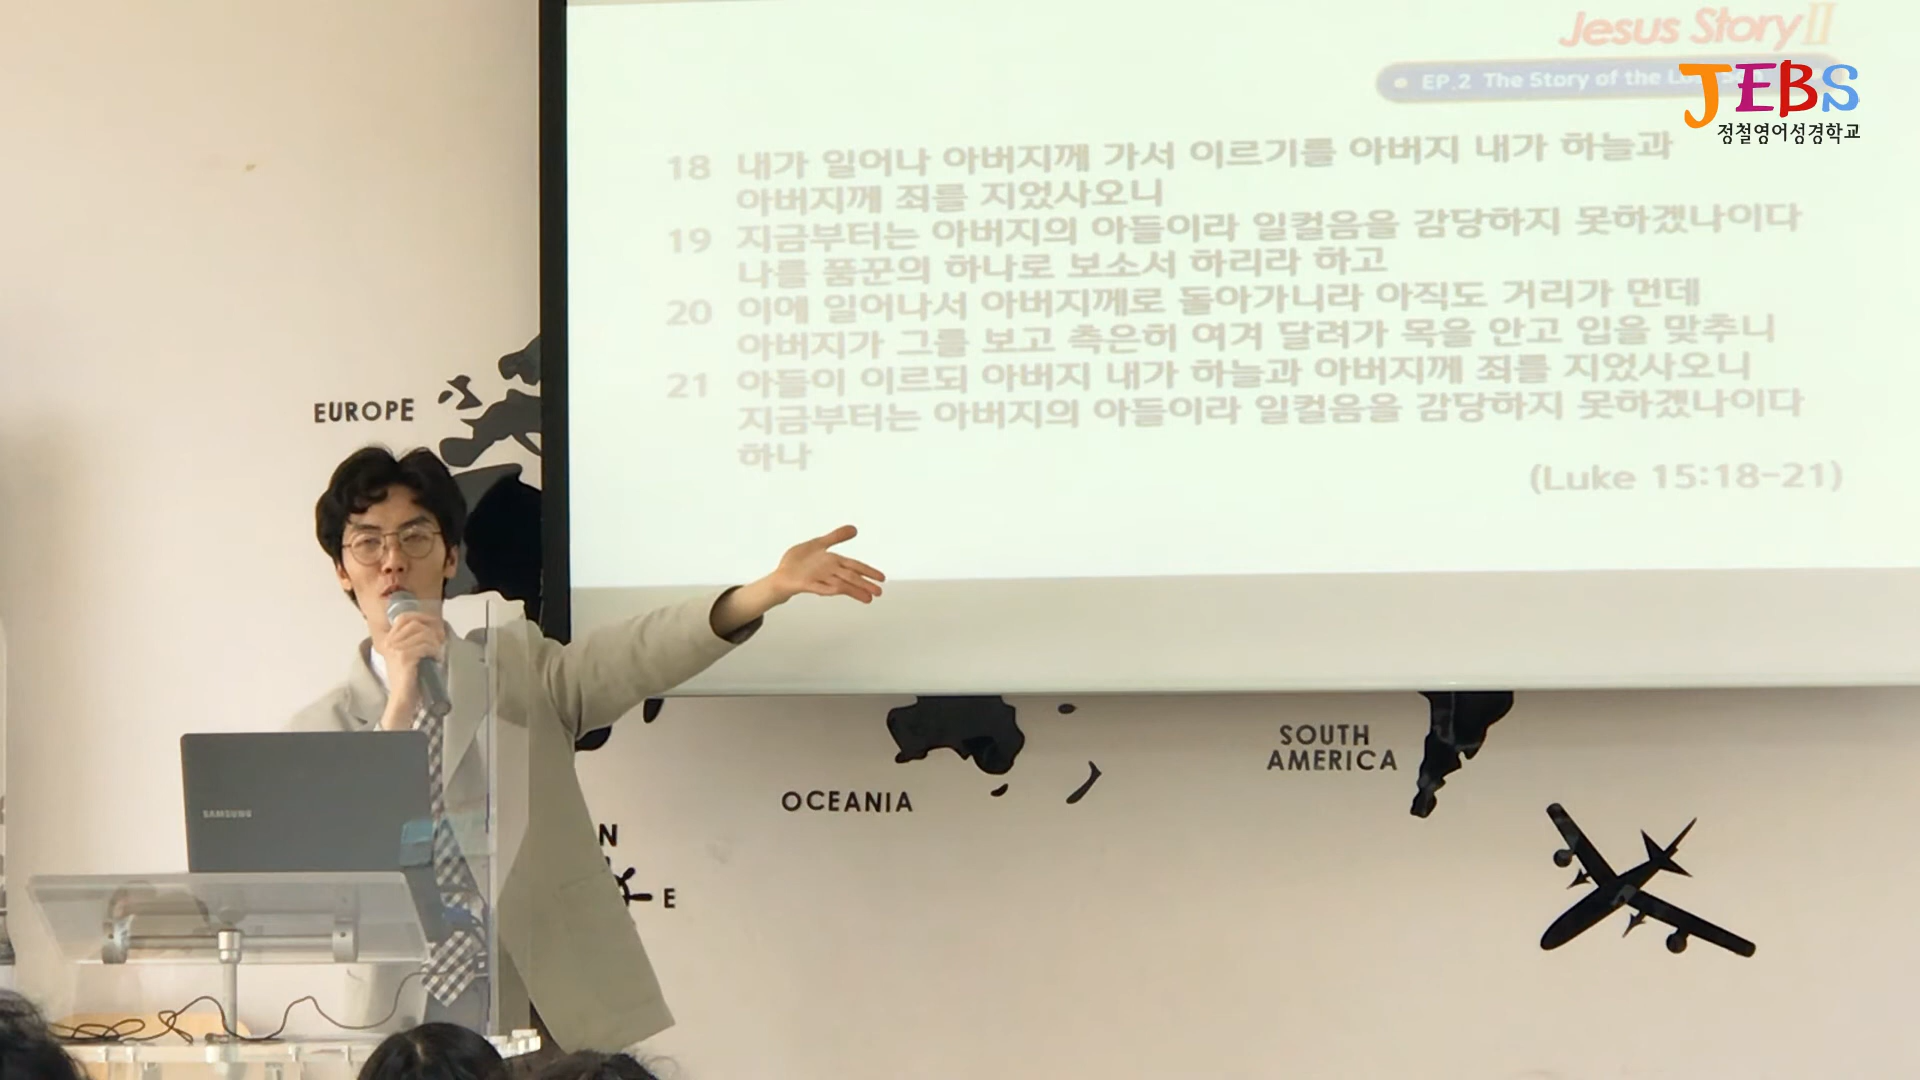 Jesus Story II
EP.2 The Story of the
JEBS
정철영어성경학교
18 내가 일어나 아버지께 가서 이르기를 아버지 내가 하늘과
아버지께 죄를 지었사오니
19 지금부터는 아버지의 아들이라 일컬음을 감당하지 못하겠나이다
나를 품꾼의 하나로 보소서 하리라 하고
20 이에 일어나서 아버지께로 돌아가니라 아직도 거리가 먼데
아버지가 그를 보고 측은히 여겨 달려가 목을 안고 입을 맞추니
21 아들이 이르되 아버지 내가 하늘과 아버지께 죄를 지었사오니
지금부터는 아버지의 아들이라 일컬음을 감당하지 못하겠나이다
하나
(Luke 15:18-21)
EUROPE
SOUTH
AMERICA
OCEANIA
SAMSUNG
N
E